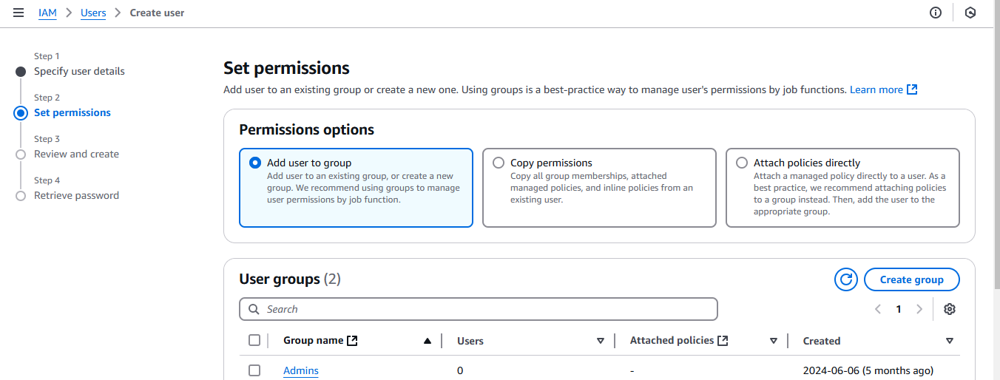 IAM > Users > Create user
Step 1
Specify user details
Step 2
Set permissions
Step 3
Review and create
Step 4
Retrieve password
Set permissions
Add user to an existing group or create a new one. Using groups is a best-practice way to manage user's permissions by job functions. Learn more
Permissions options
Add user to group
Add user to an existing group, or create a new
group. We recommend using groups to manage
user permissions by job function.
Copy permissions
Copy all group memberships, attached
managed policies, and inline policies from an
existing user.
Attach policies directly
Attach a managed policy directly to a user. As a
best practice, we recommend attaching policies
to a group instead. Then, add the user to the
appropriate group.
User groups (2)
Create group
Search
1
Group name Users Attached policies Created
Admins 0 - 2024-06-06 (5 months ago)